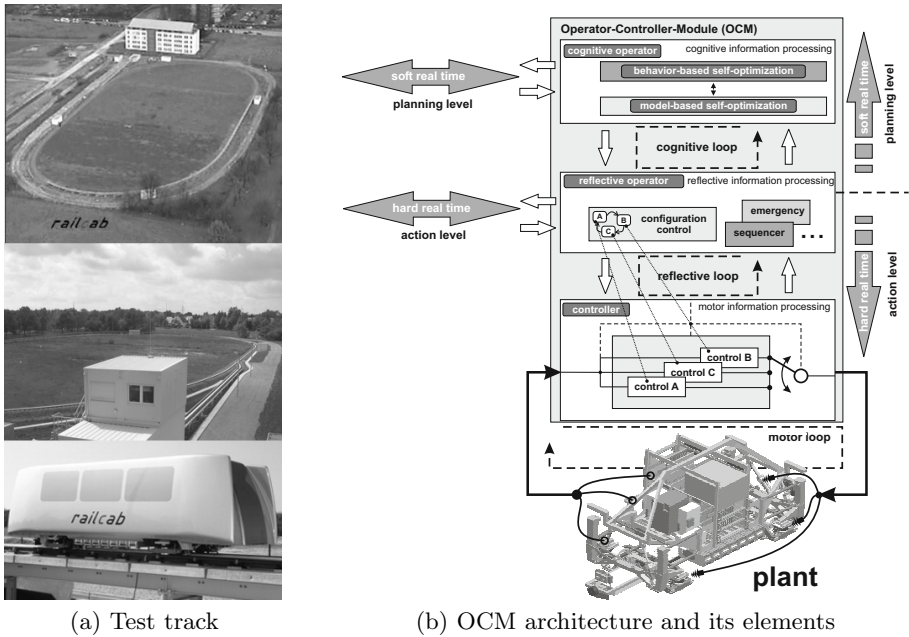 railcab
railcab
(a) Test track
Operator-Controller-Module (OCM)
cognitive operator
cognitive information processing
behavior-based self-optimization
model-based self-optimization
soft real time
planning level
cognitive loop
soft real time
planning level
reflective operator
reflective information processing
hard real time
action level
A
B
C
configuration
control
emergency
sequencer
...
reflective loop
hard real time
action level
controller
motor information processing
control B
control C
control A
motor loop
plant
(b) OCM architecture and its elements